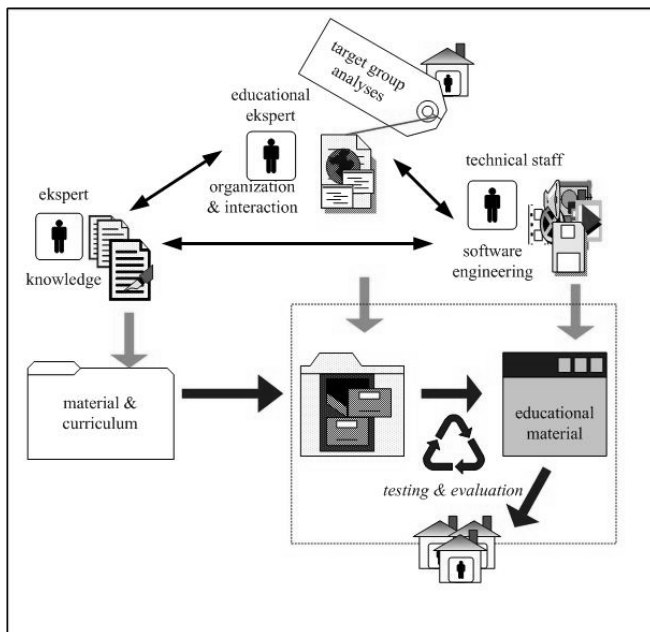 target group
analyses
educational
ekspert
organization
& interaction
technical staff
software
engineering
ekspert
knowledge
material &
curriculum
educational
material
testing & evaluation